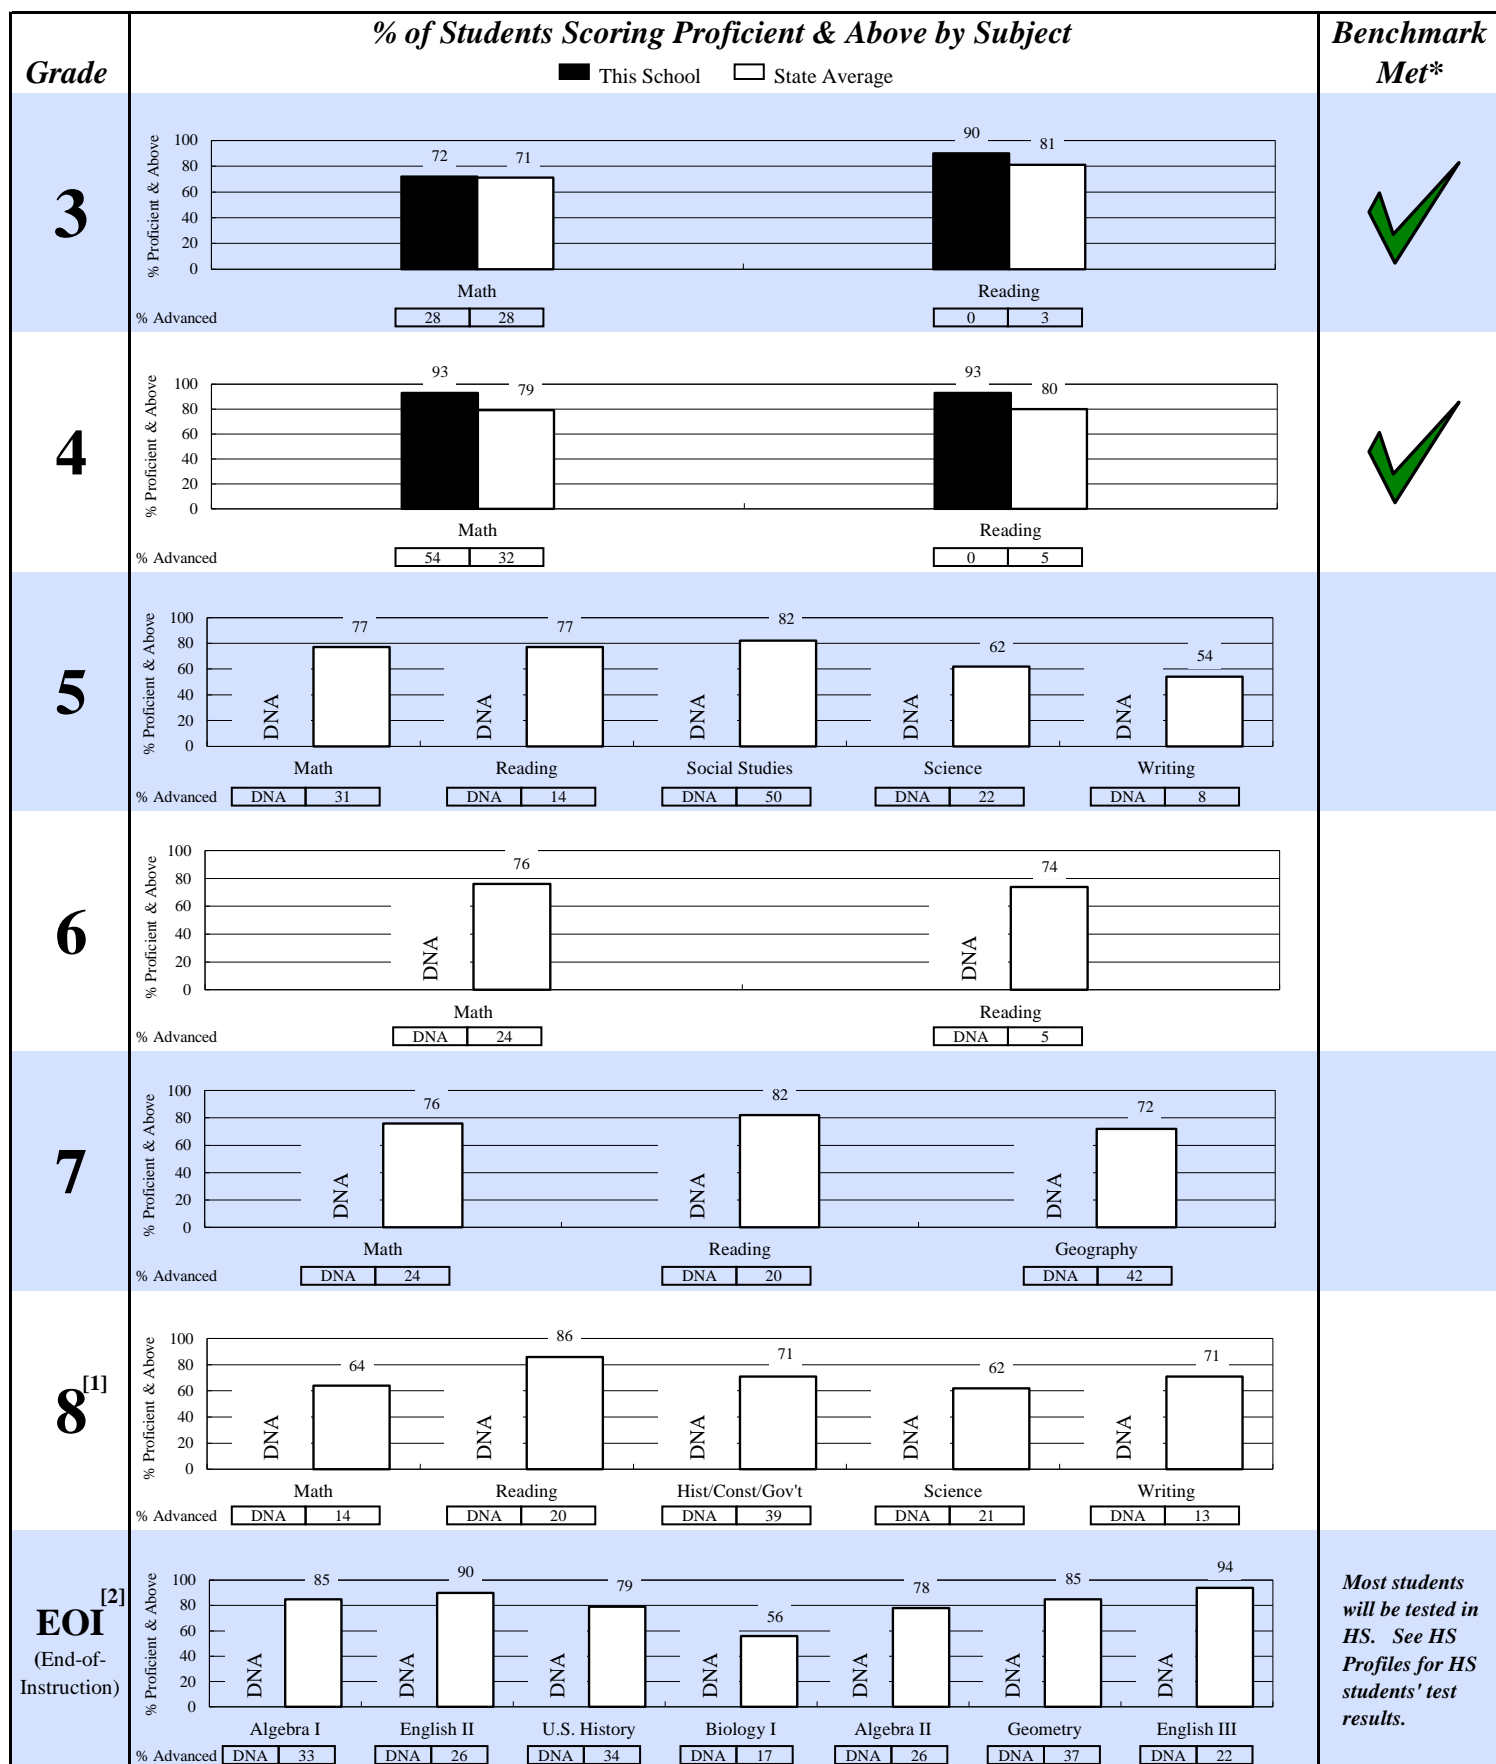 % of Students Scoring Proficient & Above by Subject
Benchmark
Met*
Grade
This School State Average
3
% Proficient & Above
100
80
60
40
20
0
72 71 90 81
Math Reading
% Advanced 28 28 0 3
4
% Proficient & Above
100
80
60
40
20
0
93 79 93 80
Math Reading
% Advanced 54 32 0 5
5
% Proficient & Above
100
80
60
40
20
0
DNA 77 DNA 77 DNA 82 DNA 62 DNA 54
Math Reading Social Studies Science Writing
% Advanced DNA 31 DNA 14 DNA 50 DNA 22 DNA 8
6
% Proficient & Above
100
80
60
40
20
0
DNA 76 DNA 74
Math Reading
% Advanced DNA 24 DNA 5
7
% Proficient & Above
100
80
60
40
20
0
DNA 76 DNA 82 DNA 72
Math Reading Geography
% Advanced DNA 24 DNA 20 DNA 42
8[1]
% Proficient & Above
100
80
60
40
20
0
DNA 64 DNA 86 DNA 71 DNA 62 DNA 71
Math Reading Hist/Const/Gov't Science Writing
% Advanced DNA 14 DNA 20 DNA 39 DNA 21 DNA 13
EOI[2]
(End-of-
Instruction)
% Proficient & Above
100
80
60
40
20
0
DNA 85 DNA 90 DNA 79 DNA 56 DNA 78 DNA 85 DNA 94
Algebra I English II U.S. History Biology I Algebra II Geometry English III
% Advanced DNA 33 DNA 26 DNA 34 DNA 17 DNA 26 DNA 37 DNA 22
Most students
will be tested in
HS. See HS
Profiles for HS
students' test
results.